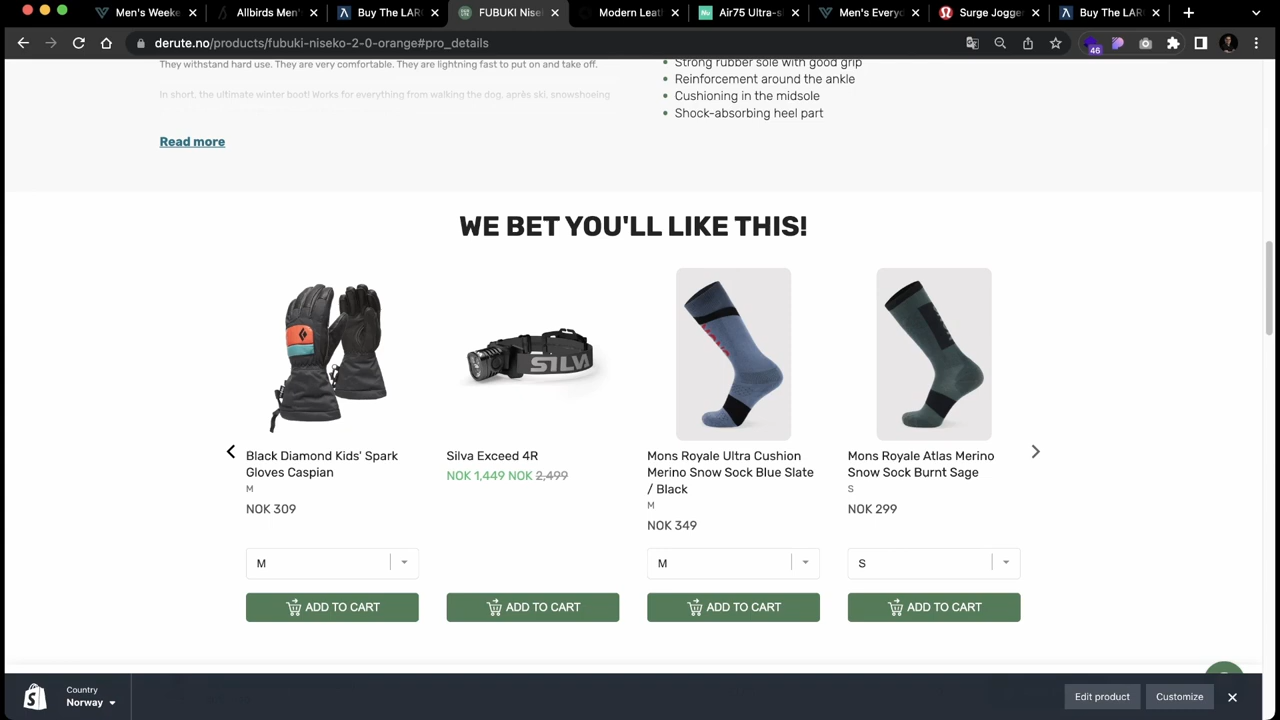 Men's Weeke
Allbirds Men'
Buy The LAR
FUBUKI Nise
Modern Leat
Air75 Ultra-s
Men's Everyd
Surge Jogger
Buy The LAR
derute.no/products/fubuki-niseko-2-0-orange#pro_details
46
They withstand hard use. They are very comfortable. They are lightning fast to put on and take off.
In short, the ultimate winter boot! Works for everything from walking the dog, après ski, snowshoeing
Read more
Strong rubber sole with good grip
Reinforcement around the ankle
Cushioning in the midsole
Shock-absorbing heel part
WE BET YOU'LL LIKE THIS!
SILVA
Black Diamond Kids' Spark
Gloves Caspian
M
NOK 309
M
ADD TO CART
Silva Exceed 4R
NOK 1,449 NOK 2,499
ADD TO CART
Mons Royale Ultra Cushion
Merino Snow Sock Blue Slate
/ Black
M
NOK 349
M
ADD TO CART
Mons Royale Atlas Merino
Snow Sock Burnt Sage
S
NOK 299
S
ADD TO CART
Country
Norway
Edit product
Customize